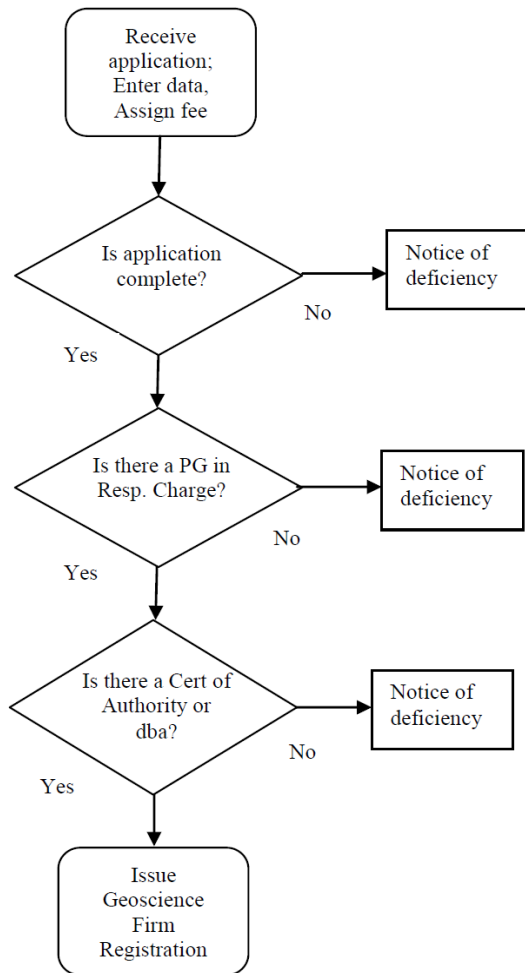 Receive
application;
Enter data,
Assign fee
Is application
complete?
Notice of
deficiency
No
Yes
Is there a PG in
Resp. Charge?
Notice of
deficiency
No
Yes
Is there a Cert of
Authority or
dba?
Notice of
deficiency
No
Yes
Issue
Geoscience
Firm
Registration